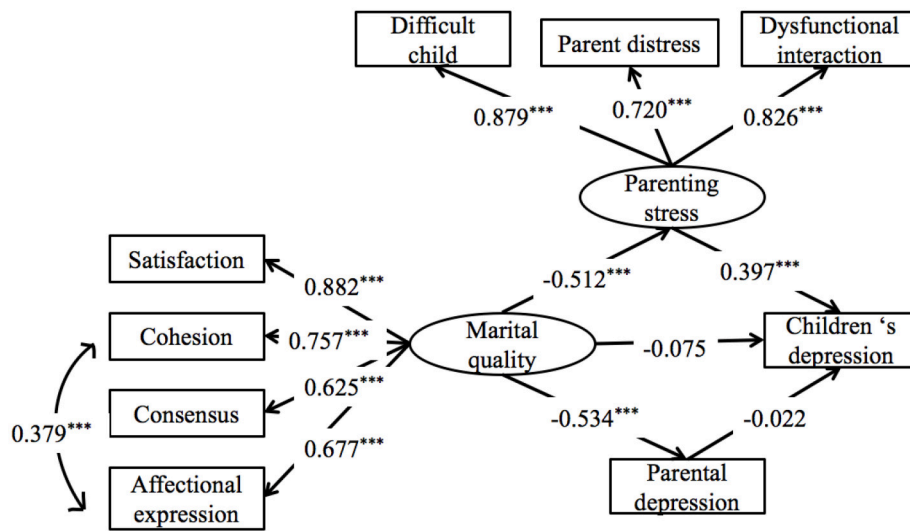 Difficult
child
Parent distress
Dysfunctional
interaction
0.879***
0.720***
0.826***
Parenting
stress
Satisfaction
0.882***
-0.512***
0.397***
Cohesion
0.757***
Marital
quality
-0.075
Children ‘s
depression
Consensus
0.625***
0.379***
0.677***
-0.534***
-0.022
Affectional
expression
Parental
depression